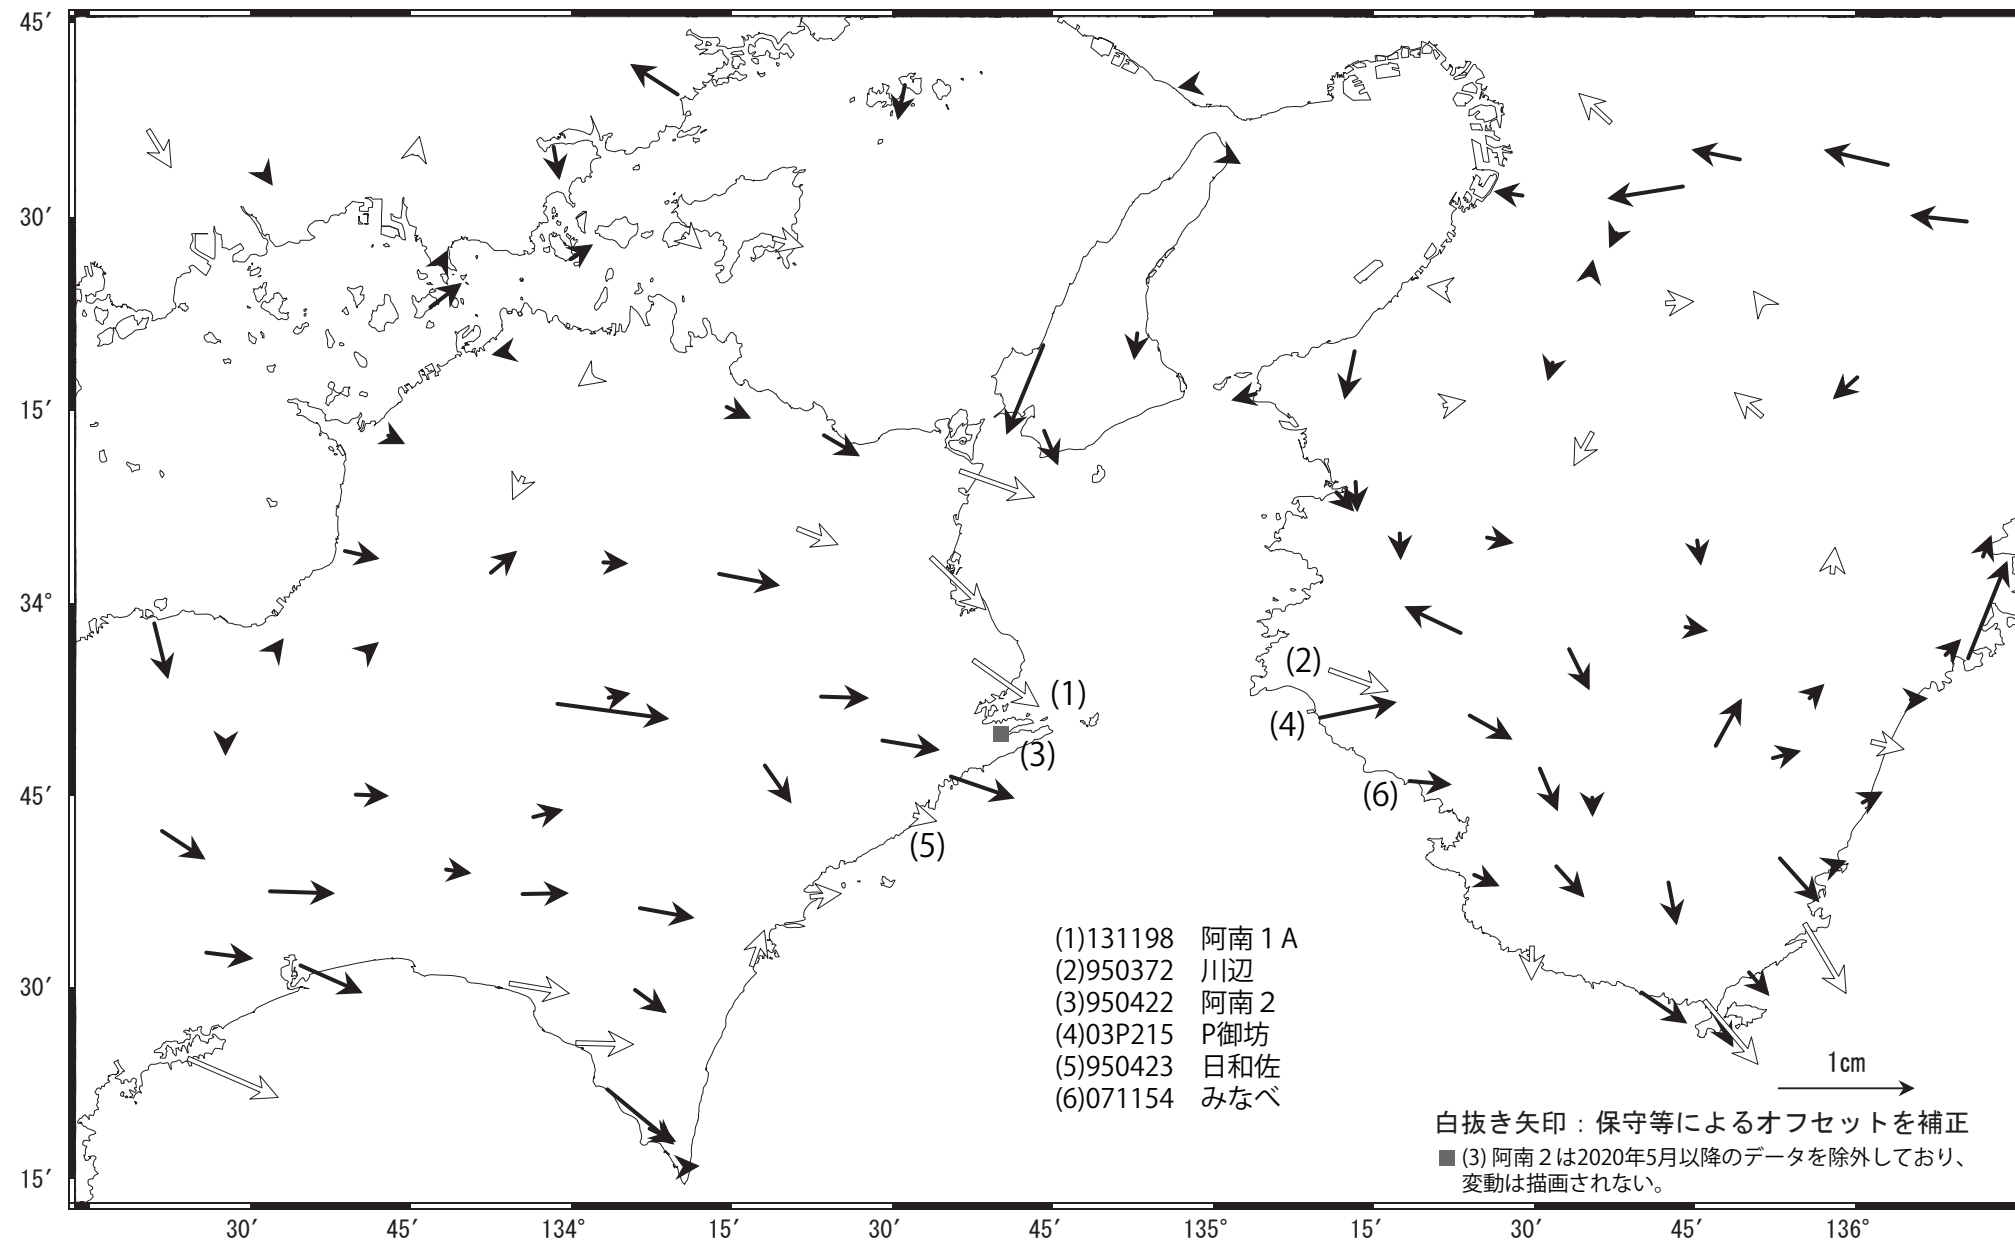 45′
30′
15′
34°
45′
30′
15′
(1)
(2)
(3)
(4)
(5)
(6)
(1)131198 阿南１A
(2)950372 川辺
(3)950422 阿南２
(4)03P215 P御坊
(5)950423 日和佐
(6)071154 みなべ
1cm
白抜き矢印：保守等によるオフセットを補正
(3) 阿南２は2020年5月以降のデータを除外しており、
変動は描画されない。
30′ 45′ 134° 15′ 30′ 45′ 135° 15′ 30′ 45′ 136°